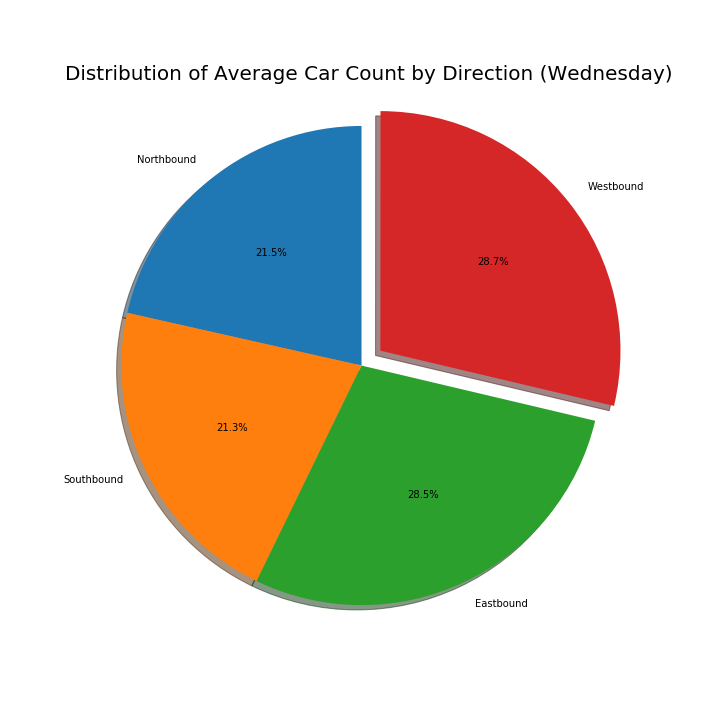 Distribution of Average Car Count by Direction (Wednesday)
Northbound
Westbound
21.5%
28.7%
21.3%
Southbound
28.5%
Eastbound